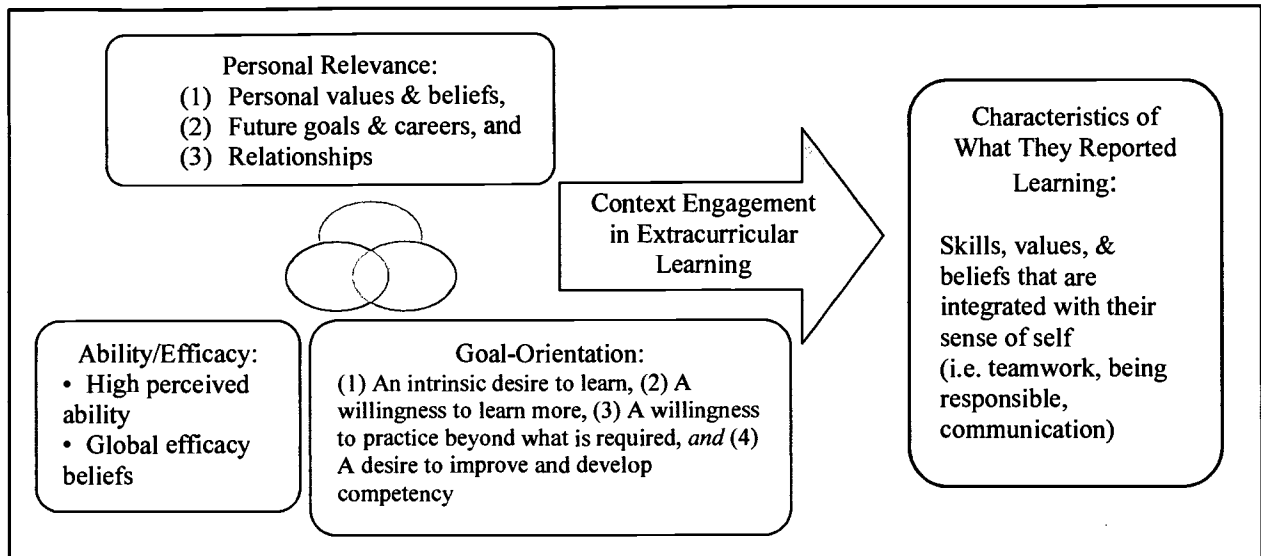 Personal Relevance:
(1) Personal values & beliefs,
(2) Future goals & careers, and
(3) Relationships
Context Engagement
in Extracurricular
Learning
Ability/Efficacy:
• High perceived
ability
• Global efficacy
beliefs
Goal-Orientation:
(1) An intrinsic desire to learn, (2) A
willingness to learn more, (3) A willingness
to practice beyond what is required, and (4)
A desire to improve and develop
competency
Characteristics of
What They Reported
Learning:
Skills, values, &
beliefs that are
integrated with their
sense of self
(i.e. teamwork, being
responsible,
communication)